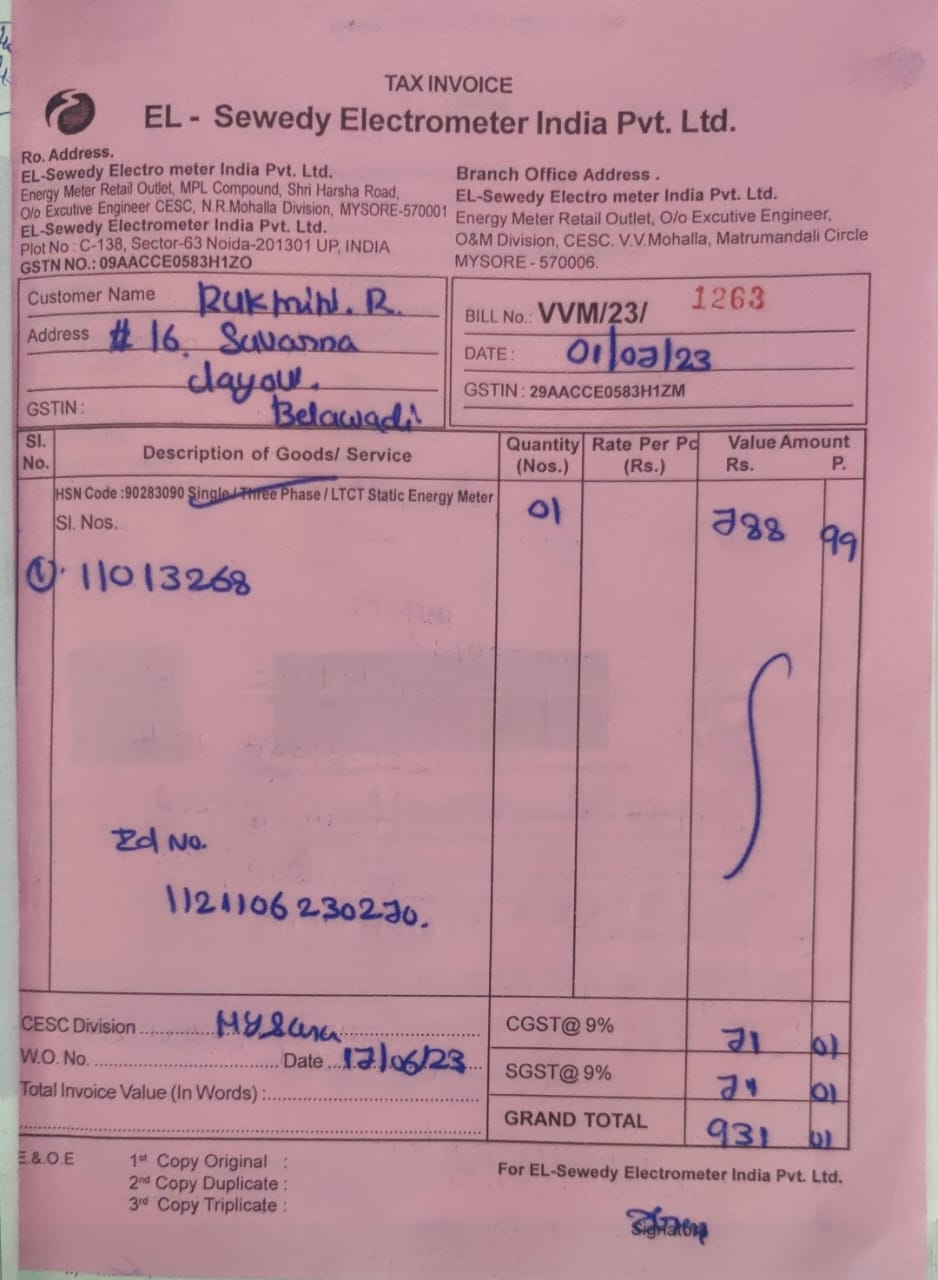 TAX INVOICE
EL - Sewedy Electrometer India Pvt. Ltd.
Ro. Address.
EL-Sewedy Electro meter India Pvt. Ltd.
Energy Meter Retail Outlet, MPL Compound, Shri Harsha Road,
O/o Excutive Engineer CESC, N.R.Mohalla Division, MYSORE-570001
EL-Sewedy Electrometer India Pvt. Ltd.
Plot No : C-138, Sector-63 Noida-201301 UP, INDIA
GSTN NO.: 09AACCE0583H1ZO
Branch Office Address .
EL-Sewedy Electro meter India Pvt. Ltd.
Energy Meter Retail Outlet, O/o Excutive Engineer,
O&M Division, CESC. V.V.Mohalla, Matrumandali Circle
MYSORE - 570006.
Customer Name Rukmini. R.
Address # 16. Suvarna
Layout.
GSTIN : Belawadi
BILL No.: VVM/23/ 1263
DATE : 01/07/23
GSTIN : 29AACCE0583H1ZM
Sl. No. Description of Goods/ Service Quantity (Nos.) Rate Per Pc (Rs.) Value Amount Rs. P.
HSN Code :90283090 Single / Three Phase / LTCT Static Energy Meter 01 788 99
Sl. Nos.
① 11013268
Id No.
1121106230270.
CESC Division Mysuru
W.O. No. Date 17/06/23
Total Invoice Value (In Words) :
CGST@ 9% 71 01
SGST@ 9% 71 01
GRAND TOTAL 931 01
E.& O.E
1st Copy Original :
2nd Copy Duplicate :
3rd Copy Triplicate :
For EL-Sewedy Electrometer India Pvt. Ltd.
Signatory